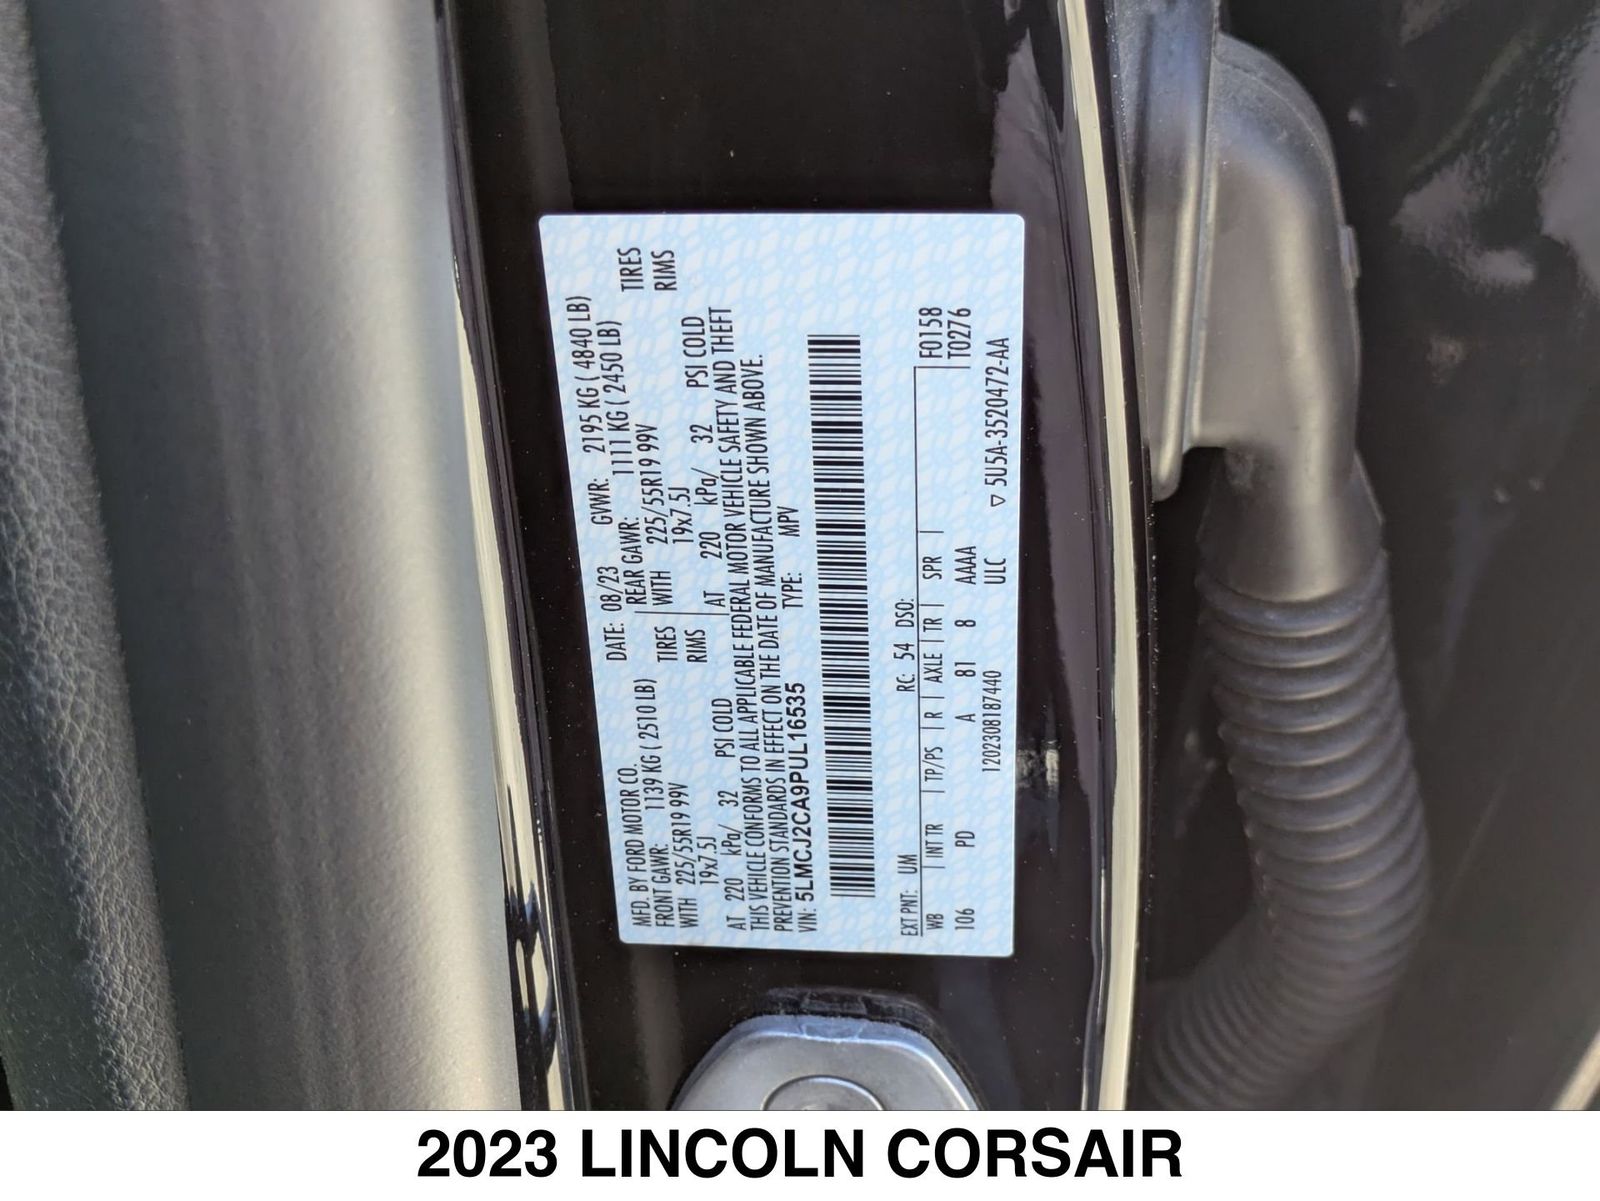 MFD. BY FORD MOTOR CO.
DATE: 08/23 GVWR: 2195 KG ( 4840 LB)
FRONT GAWR: 1139 KG ( 2510 LB) REAR GAWR: 1111 KG ( 2450 LB)
WITH 225/55R19 99V TIRES WITH 225/55R19 99V TIRES
19x7.5J RIMS 19x7.5J RIMS
AT 220 kPa/ 32 PSI COLD AT 220 kPa/ 32 PSI COLD
THIS VEHICLE CONFORMS TO ALL APPLICABLE FEDERAL MOTOR VEHICLE SAFETY AND THEFT
PREVENTION STANDARDS IN EFFECT ON THE DATE OF MANUFACTURE SHOWN ABOVE.
VIN: 5LMCJ2CA9PUL16535 TYPE: MPV
EXT PNT: UM RC: 54 DSO: F0158
WB | INT TR | TP/PS | R | AXLE | TR | SPR | T0276
106 PD A 81 8 AAAA
1202308187440 ULC ▽ 5U5A-3520472-AA
2023 LINCOLN CORSAIR